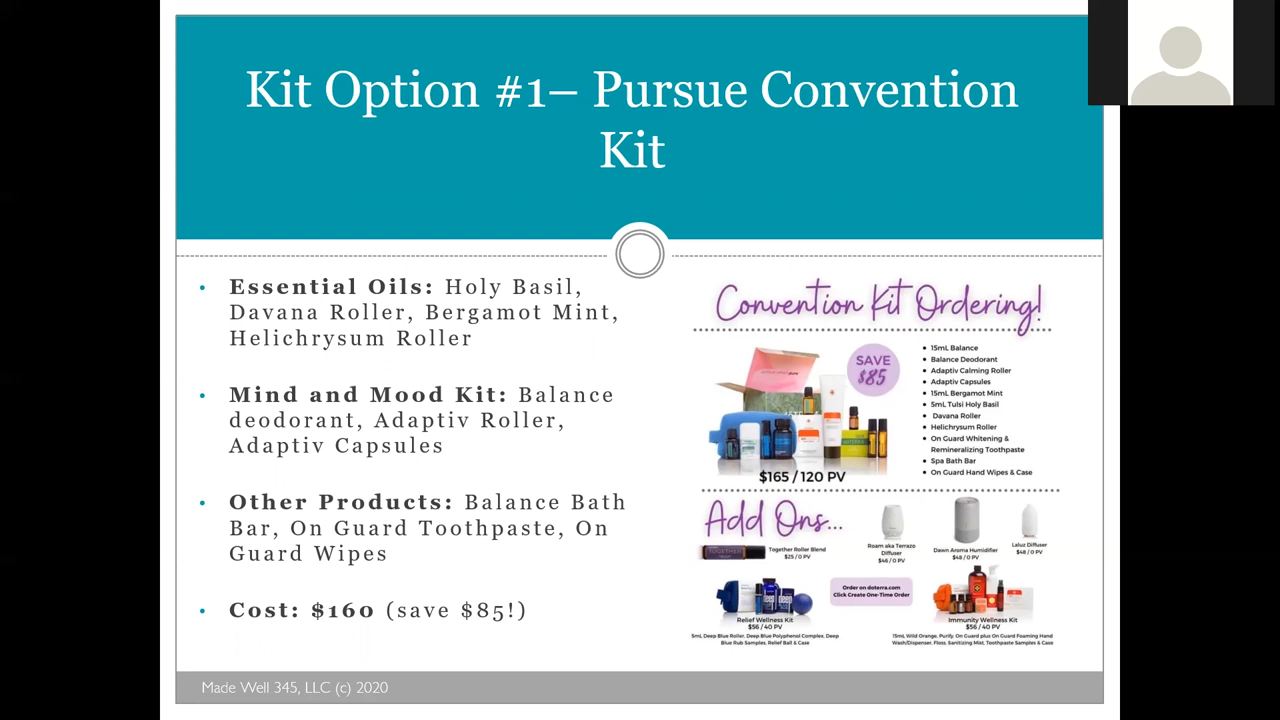 Kit Option #1– Pursue Convention
Kit
• Essential Oils: Holy Basil,
Davana Roller, Bergamot Mint,
Helichrysum Roller
• Mind and Mood Kit: Balance
deodorant, Adaptiv Roller,
Adaptiv Capsules
• Other Products: Balance Bath
Bar, On Guard Toothpaste, On
Guard Wipes
• Cost: $160 (save $85!)
Convention Kit Ordering!
SAVE
$85
$165 / 120 PV
• 15mL Balance
• Balance Deodorant
• Adaptiv Calming Roller
• Adaptiv Capsules
• 15mL Bergamot Mint
• 5mL Tulsi Holy Basil
• Davana Roller
• Helichrysum Roller
• On Guard Whitening &
Remineralizing Toothpaste
• Spa Bath Bar
• On Guard Hand Wipes & Case
Add Ons...
TOGETHER
Together Roller Blend
$25 / 0 PV
Roam aka Terrazo
Diffuser
$46 / 0 PV
Dawn Aroma Humidifier
$48 / 0 PV
Laluz Diffuser
$48 / 0 PV
Relief Wellness Kit
$56 / 40 PV
5mL Deep Blue Roller, Deep Blue Polyphenol Complex, Deep
Blue Rub Samples, Relief Ball & Case
Order on doterra.com
Click Create One-Time Order
Immunity Wellness Kit
$56 / 40 PV
15mL Wild Orange, Purify, On Guard plus On Guard Foaming Hand
Wash/Dispenser, Floss, Sanitizing Mist, Toothpaste Samples & Case
Made Well 345, LLC (c) 2020